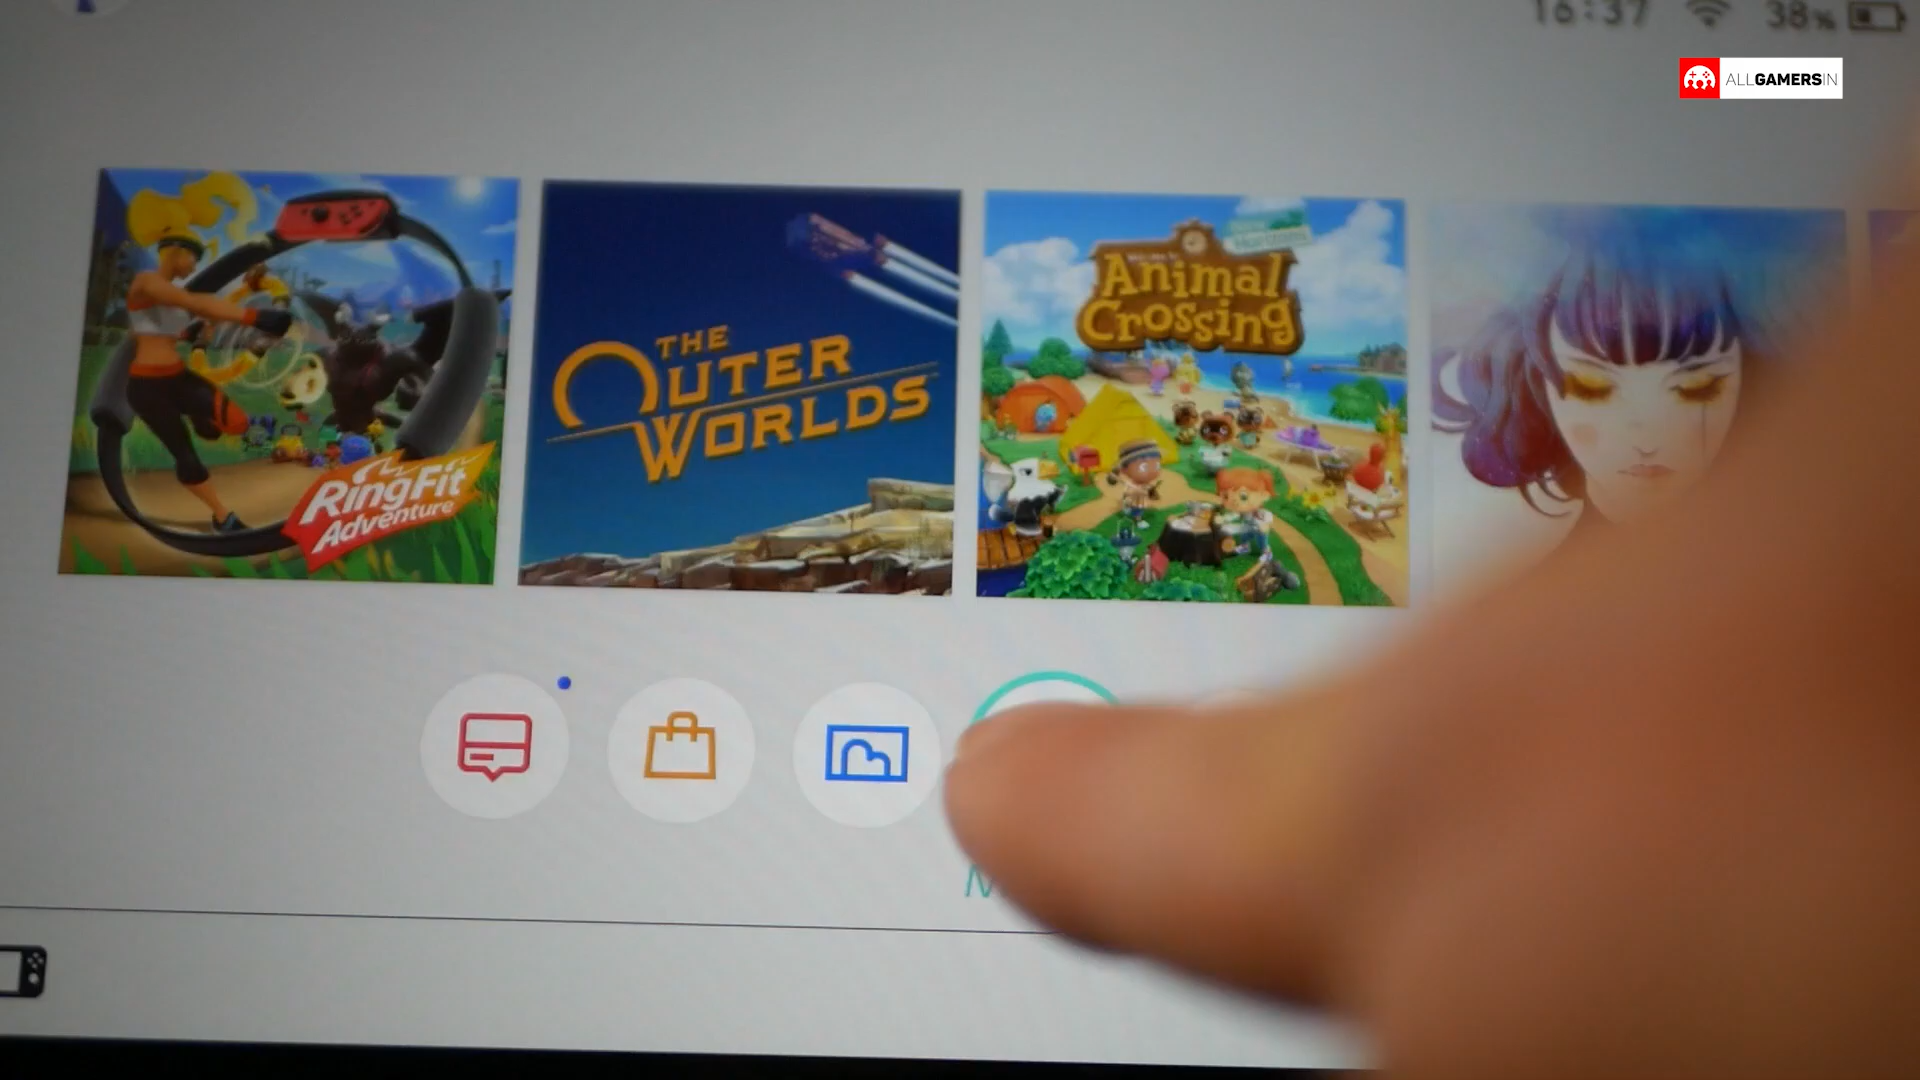 16:37 38%
ALLGAMERSIN
THE
OUTER
WORLDS
Animal
Crossing
RingFit
Adventure